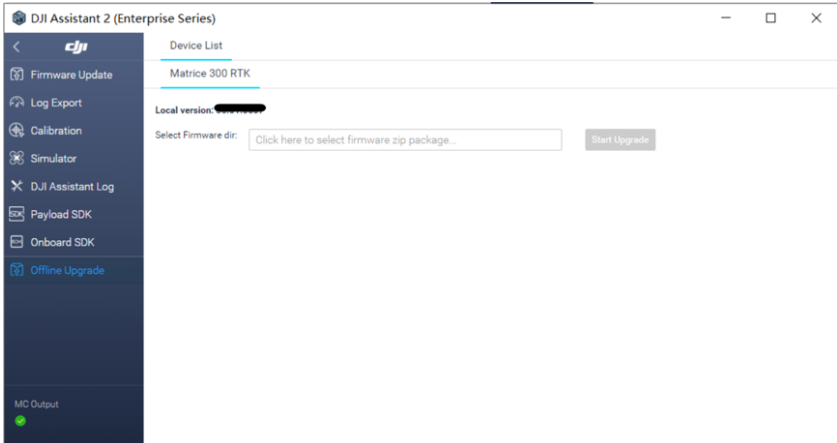 DJI Assistant 2 (Enterprise Series)
dji
Device List
Firmware Update
Matrice 300 RTK
Log Export
Local version:
Calibration
Select Firmware dir:
Click here to select firmware zip package...
Start Upgrade
Simulator
DJI Assistant Log
SDK
Payload SDK
Onboard SDK
Offline Upgrade
MC Output